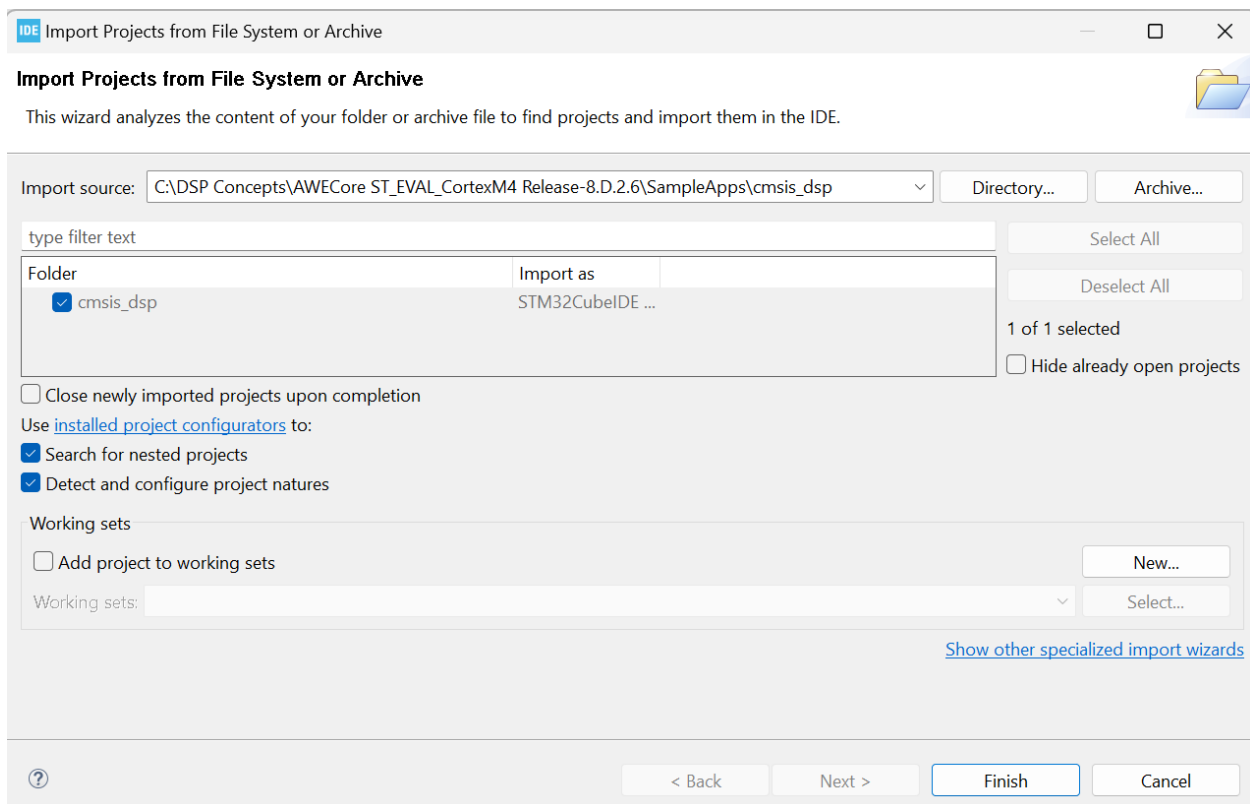 IDE Import Projects from File System or Archive
Import Projects from File System or Archive
This wizard analyzes the content of your folder or archive file to find projects and import them in the IDE.
Import source: C:\DSP Concepts\AWECore ST_EVAL_CortexM4 Release-8.D.2.6\SampleApps\cmsis_dsp Directory... Archive...
type filter text Select All
Folder Import as
Deselect All
cmsis_dsp STM32CubeIDE ...
1 of 1 selected
Hide already open projects
Close newly imported projects upon completion
Use installed project configurators to:
Search for nested projects
Detect and configure project natures
Working sets
Add project to working sets New...
Working sets: Select...
Show other specialized import wizards
? < Back Next > Finish Cancel